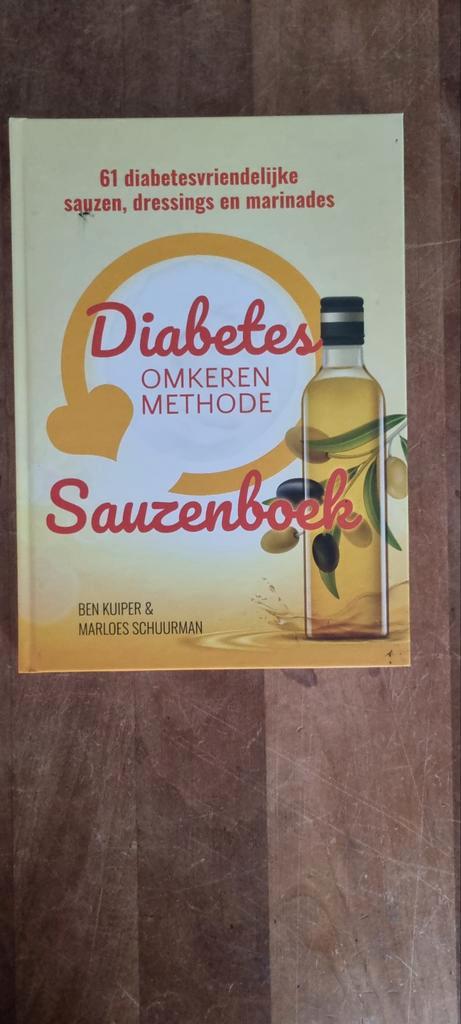 61 diabetesvriendelijke
sauzen, dressings en marinades
Diabetes
OMKEREN
METHODE
Sauzenboek
BEN KUIPER &
MARLOES SCHUURMAN